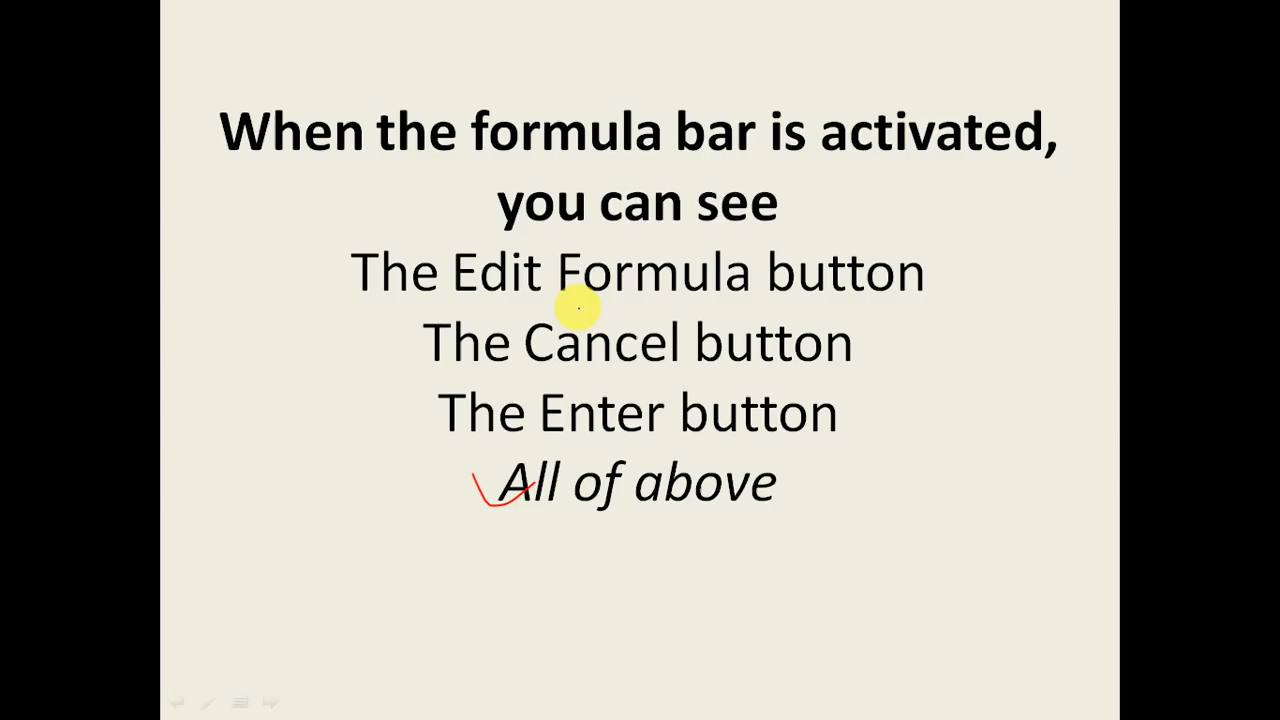 When the formula bar is activated,
you can see
The Edit Formula button
The Cancel button
The Enter button
All of above